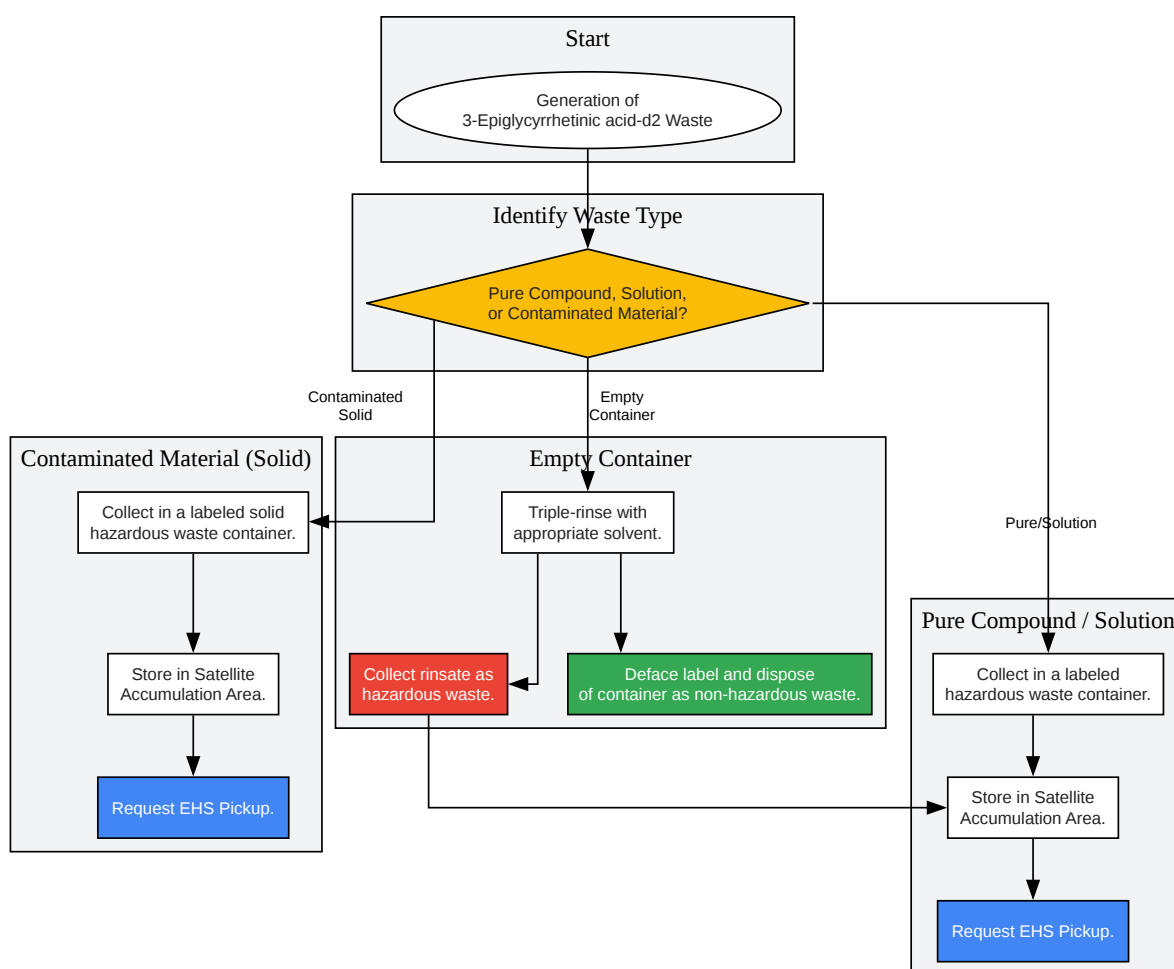 Start
Generation of
3-Epiglycyrrhetinic acid-d2 Waste
Identify Waste Type
Pure Compound, Solution,
or Contaminated Material?
Contaminated
Solid
Empty
Container
Pure/Solution
Contaminated Material (Solid)
Collect in a labeled solid
hazardous waste container.
Store in Satellite
Accumulation Area.
Request EHS Pickup.
Empty Container
Triple-rinse with
appropriate solvent.
Collect rinsate as
hazardous waste.
Deface label and dispose
of container as non-hazardous waste.
Pure Compound / Solution
Collect in a labeled
hazardous waste container.
Store in Satellite
Accumulation Area.
Request EHS Pickup.